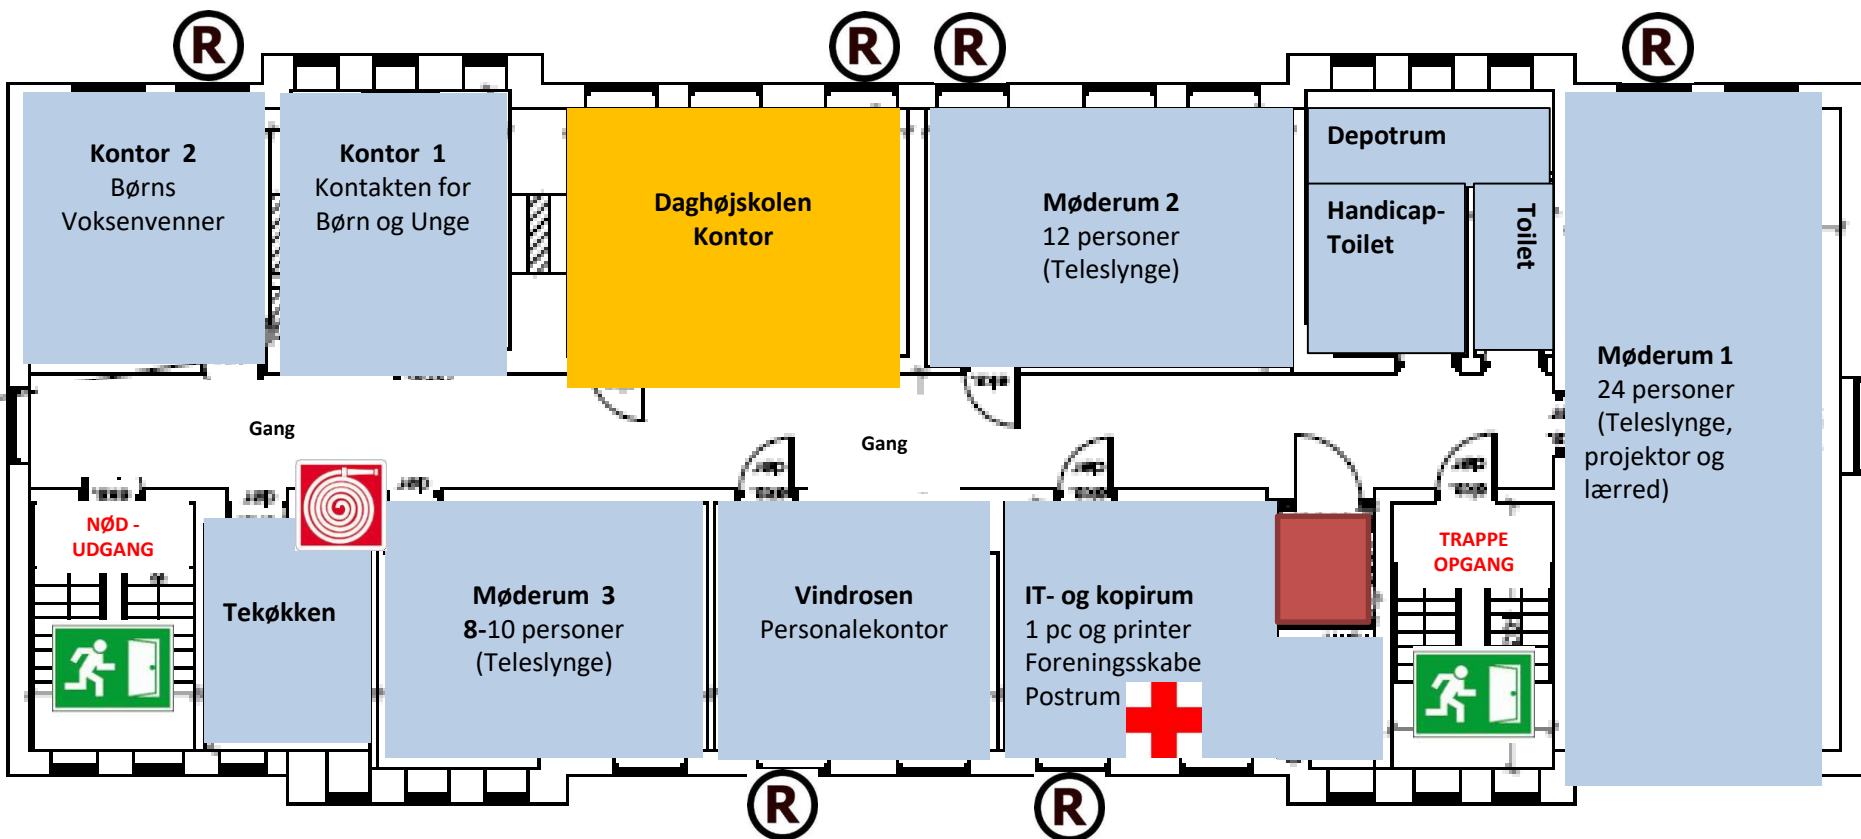 R
R
R
R
Kontor 2
Børns
Voksenvenner
Kontor 1
Kontakten for
Børn og Unge
Daghøjskolen
Kontor
Møderum 2
12 personer
(Teleslynge)
Depotrum
Handicap-
Toilet
Toilet
Møderum 1
24 personer
(Teleslynge,
projektor og
lærred)
Gang
Gang
NØD -
UDGANG
Tekøkken
Møderum 3
8-10 personer
(Teleslynge)
Vindrosen
Personalekontor
IT- og kopirum
1 pc og printer
Foreningsskabe
Postrum
TRAPPE
OPGANG
R
R